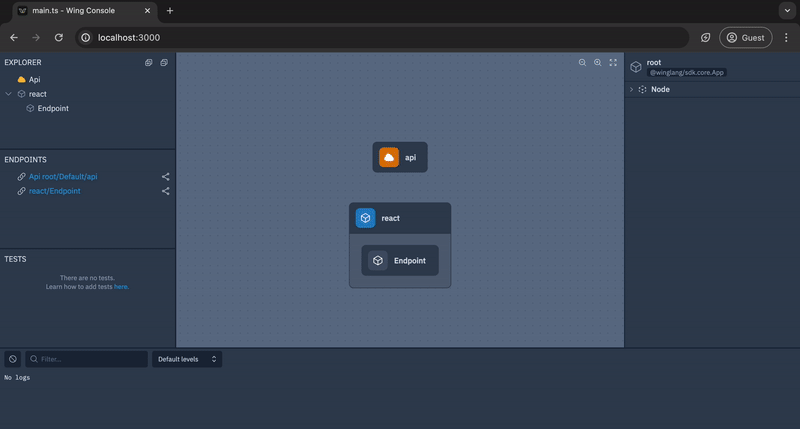 main.ts - Wing Console
localhost:3000
Guest
EXPLORER
Api
react
Endpoint
ENDPOINTS
Api root/Default/api
react/Endpoint
TESTS
There are no tests.
Learn how to add tests here.
api
react
Endpoint
root
@winglang/sdk.core.App
Node
Filter...
Default levels
No logs